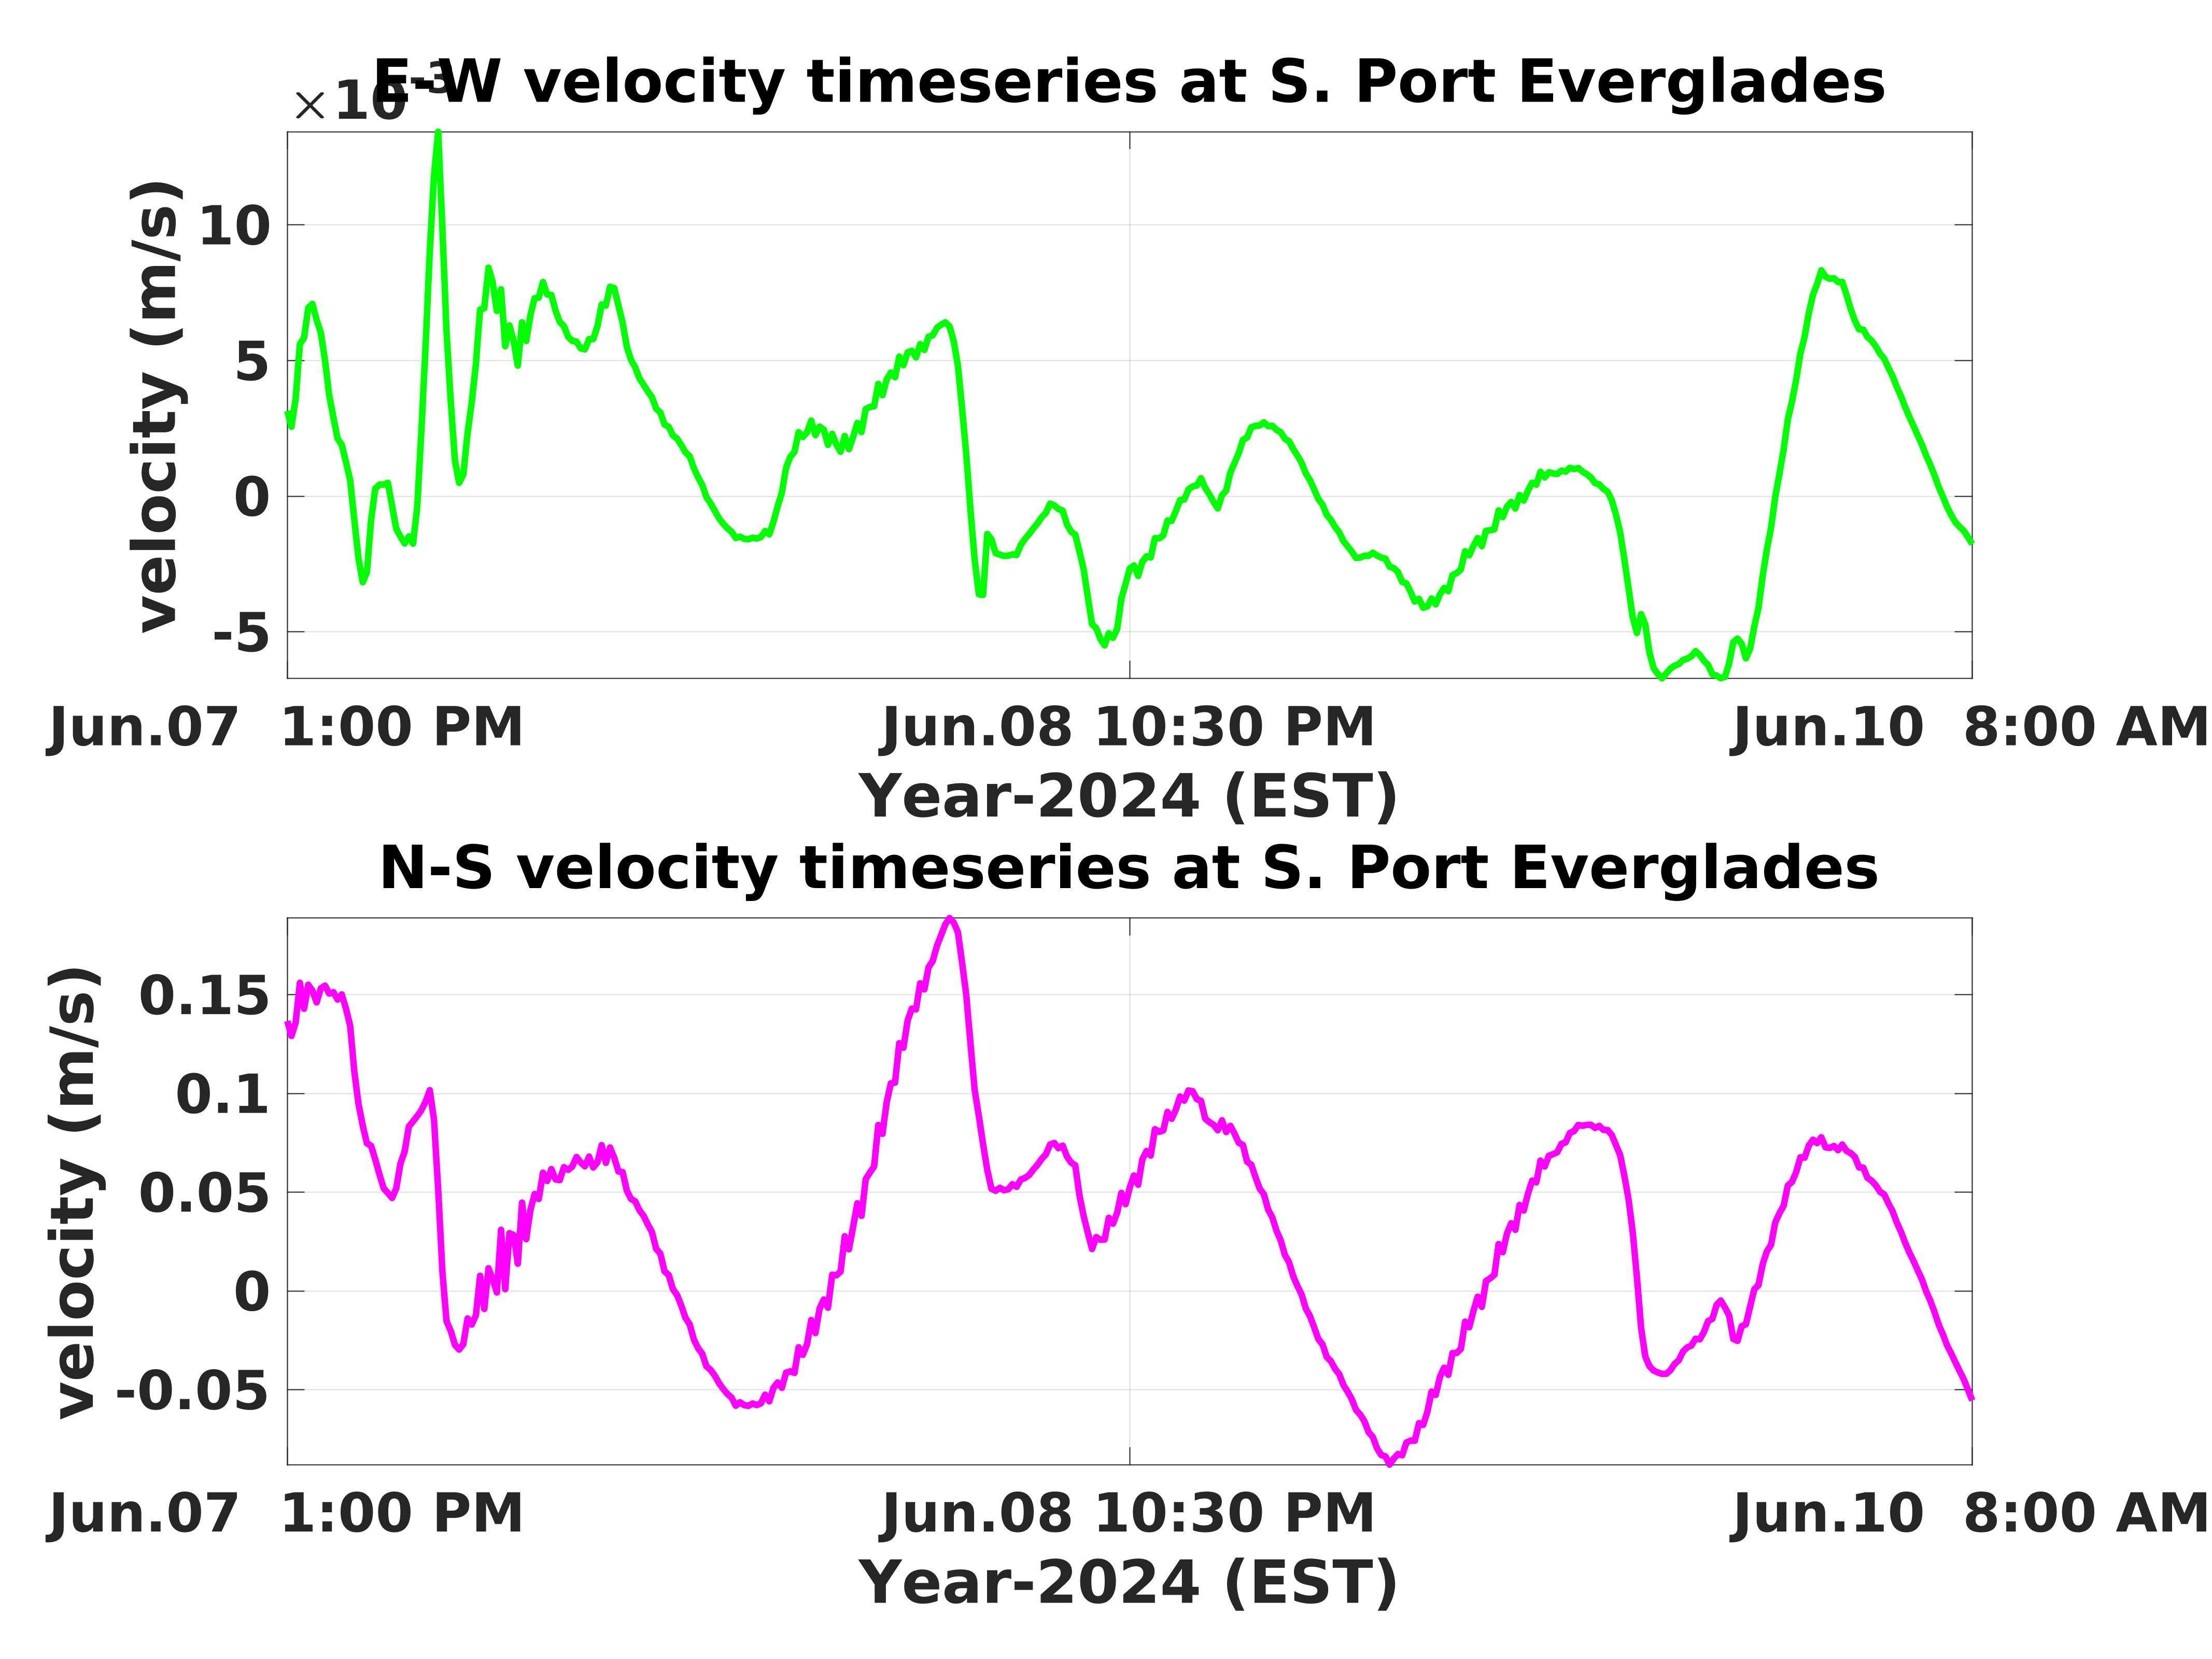 E-W velocity timeseries at S. Port Everglades
×10-3
velocity (m/s)
10
5
0
-5
Jun.07 1:00 PM Jun.08 10:30 PM Jun.10 8:00 AM
Year-2024 (EST)
N-S velocity timeseries at S. Port Everglades
velocity (m/s)
0.15
0.1
0.05
0
-0.05
Jun.07 1:00 PM Jun.08 10:30 PM Jun.10 8:00 AM
Year-2024 (EST)